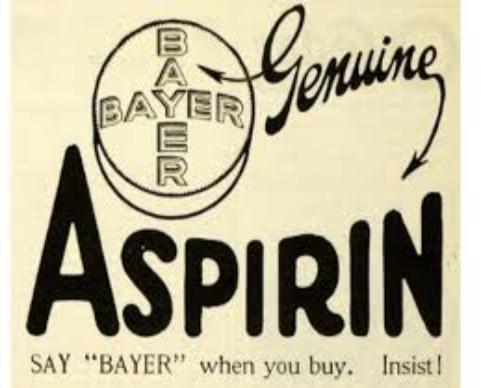 BAYER
BAYER
Genuine
ASPIRIN
SAY "BAYER" when you buy. Insist!